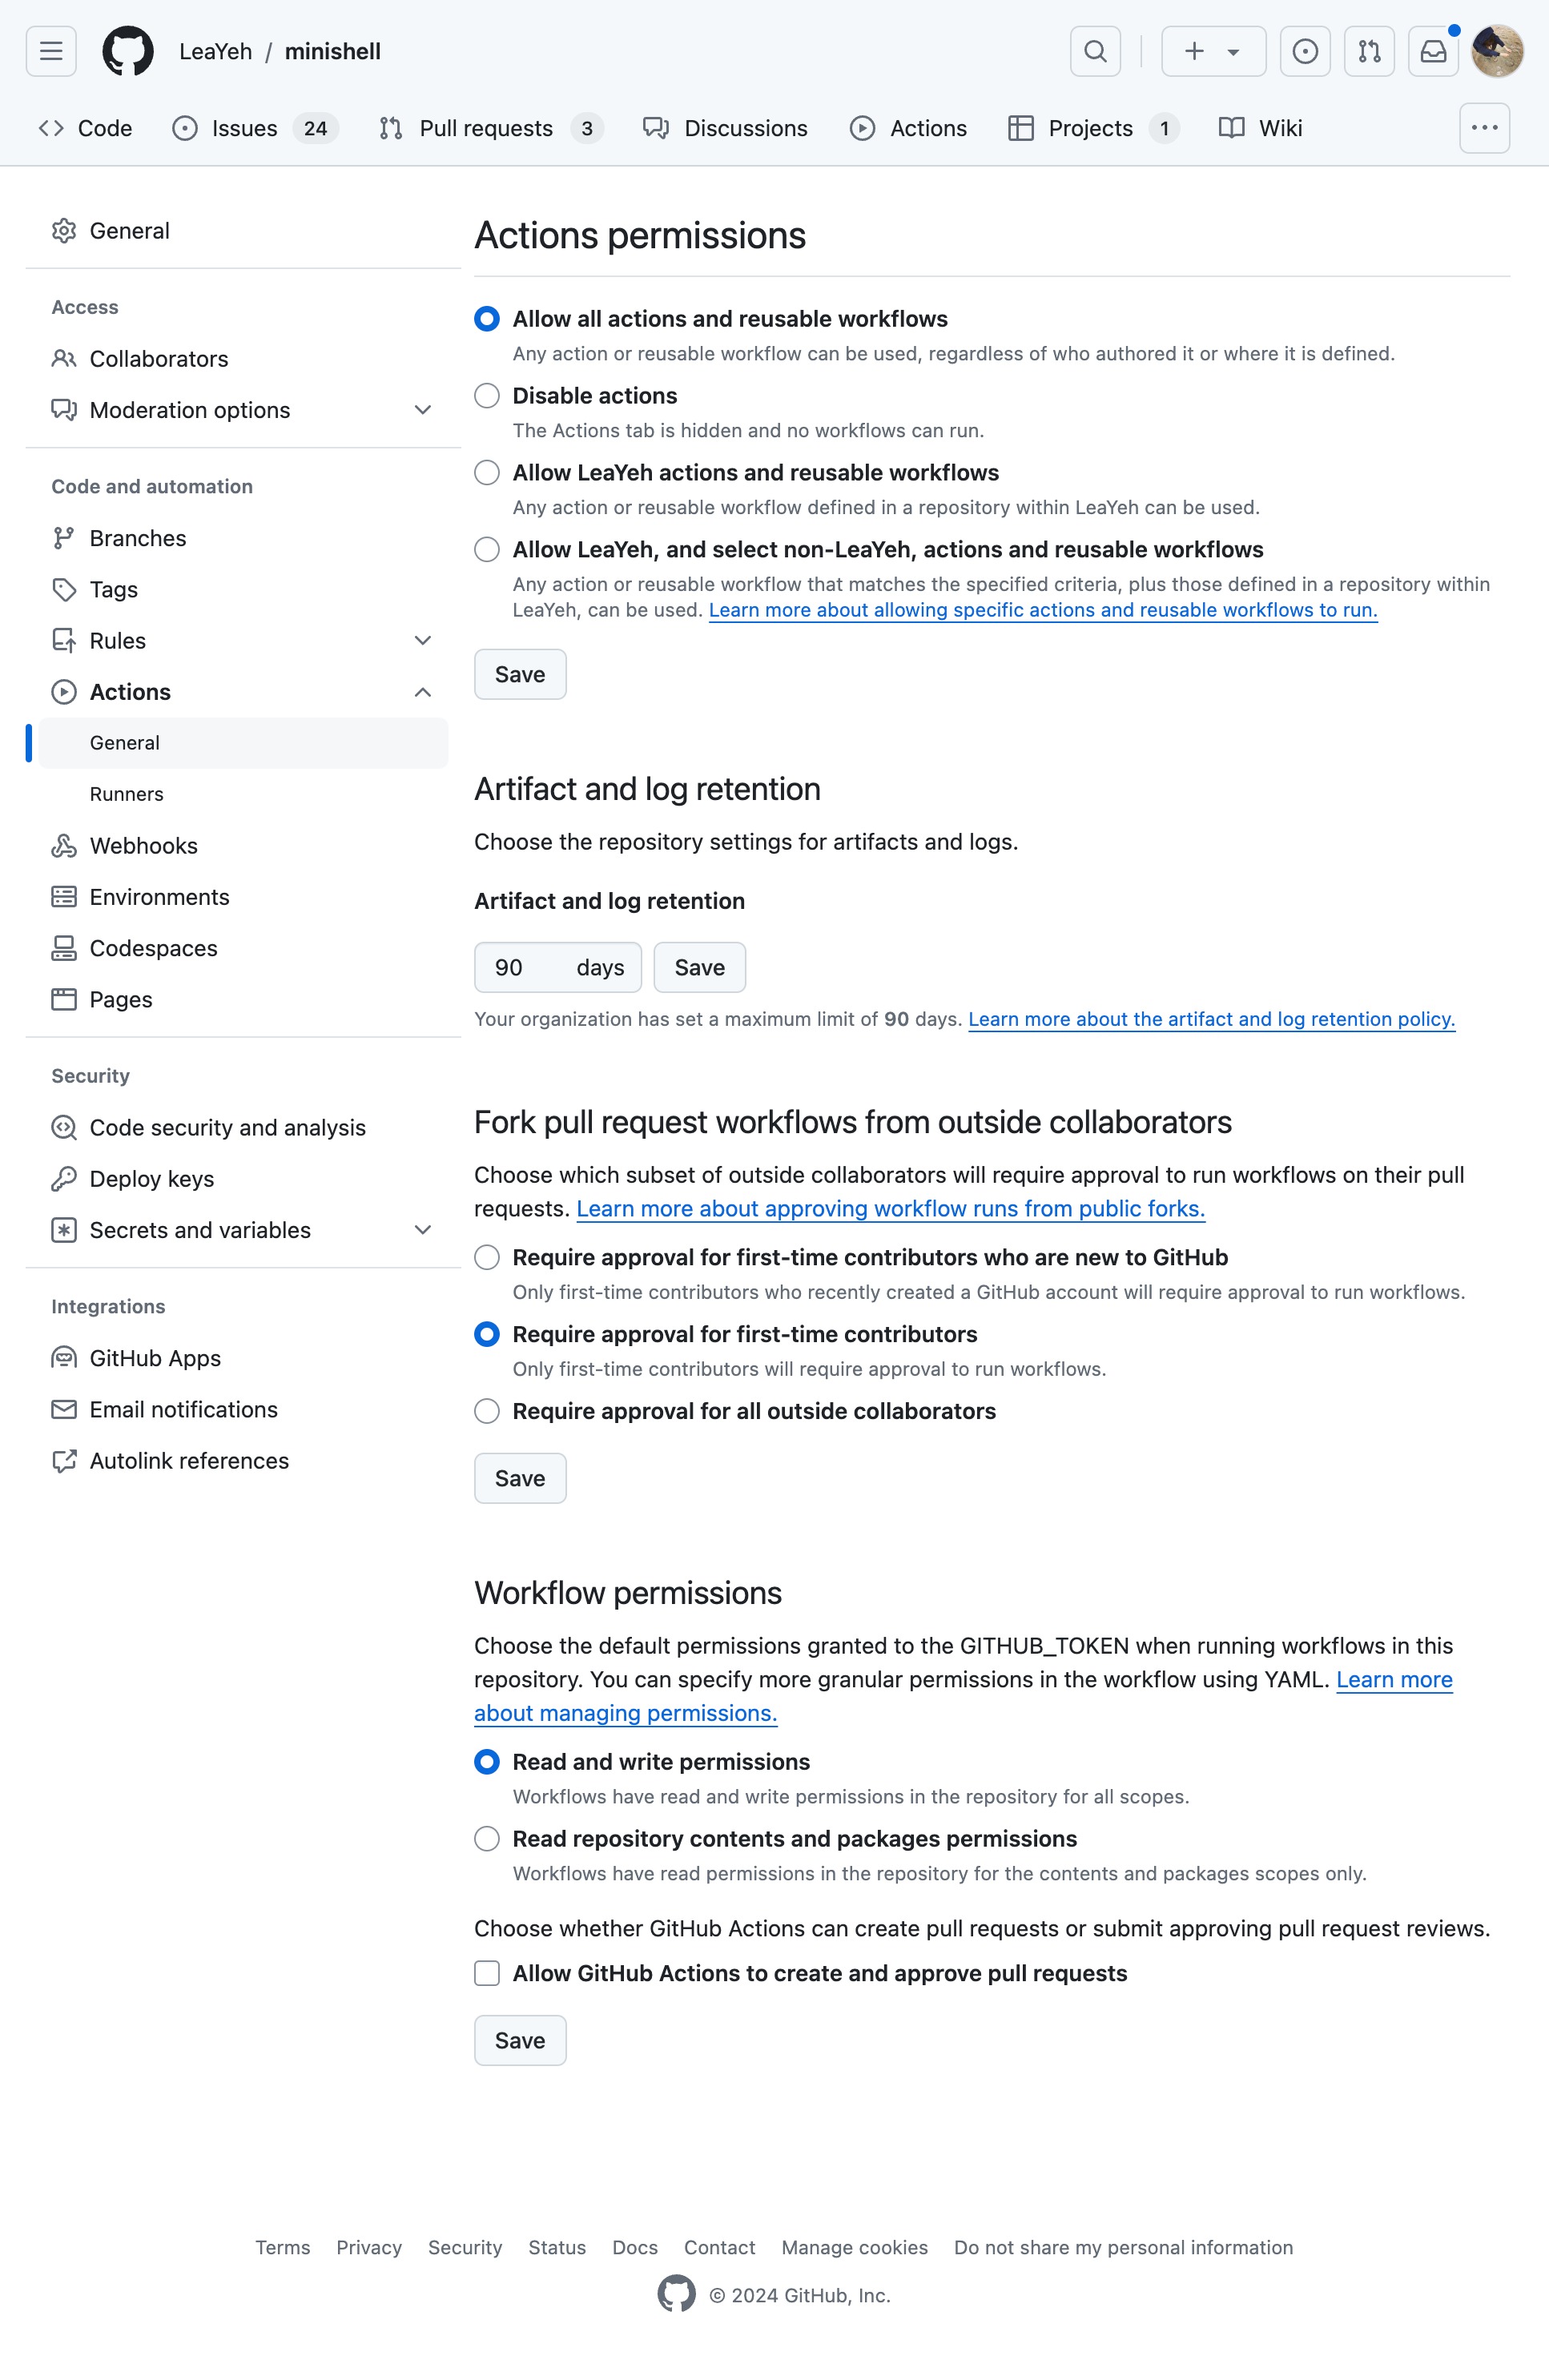 LeaYeh / minishell
Code
Issues 24
Pull requests 3
Discussions
Actions
Projects 1
Wiki
General
Access
Collaborators
Moderation options
Code and automation
Branches
Tags
Rules
Actions
General
Runners
Webhooks
Environments
Codespaces
Pages
Security
Code security and analysis
Deploy keys
Secrets and variables
Integrations
GitHub Apps
Email notifications
Autolink references
Actions permissions
Allow all actions and reusable workflows
Any action or reusable workflow can be used, regardless of who authored it or where it is defined.
Disable actions
The Actions tab is hidden and no workflows can run.
Allow LeaYeh actions and reusable workflows
Any action or reusable workflow defined in a repository within LeaYeh can be used.
Allow LeaYeh, and select non-LeaYeh, actions and reusable workflows
Any action or reusable workflow that matches the specified criteria, plus those defined in a repository within
LeaYeh, can be used. Learn more about allowing specific actions and reusable workflows to run.
Save
Artifact and log retention
Choose the repository settings for artifacts and logs.
Artifact and log retention
90 days Save
Your organization has set a maximum limit of 90 days. Learn more about the artifact and log retention policy.
Fork pull request workflows from outside collaborators
Choose which subset of outside collaborators will require approval to run workflows on their pull
requests. Learn more about approving workflow runs from public forks.
Require approval for first-time contributors who are new to GitHub
Only first-time contributors who recently created a GitHub account will require approval to run workflows.
Require approval for first-time contributors
Only first-time contributors will require approval to run workflows.
Require approval for all outside collaborators
Save
Workflow permissions
Choose the default permissions granted to the GITHUB_TOKEN when running workflows in this
repository. You can specify more granular permissions in the workflow using YAML. Learn more
about managing permissions.
Read and write permissions
Workflows have read and write permissions in the repository for all scopes.
Read repository contents and packages permissions
Workflows have read permissions in the repository for the contents and packages scopes only.
Choose whether GitHub Actions can create pull requests or submit approving pull request reviews.
Allow GitHub Actions to create and approve pull requests
Save
Terms Privacy Security Status Docs Contact Manage cookies Do not share my personal information
© 2024 GitHub, Inc.